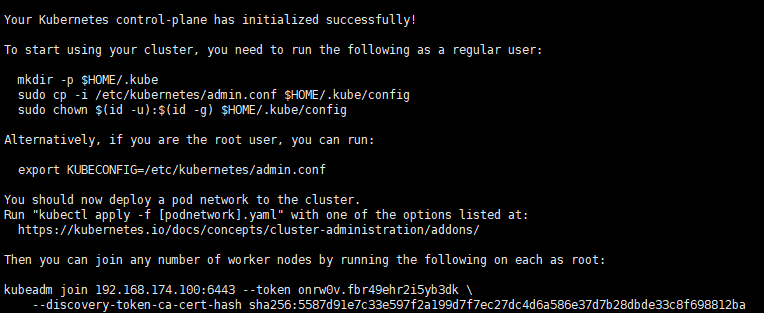 Your Kubernetes control-plane has initialized successfully!
To start using your cluster, you need to run the following as a regular user:
mkdir -p $HOME/.kube
sudo cp -i /etc/kubernetes/admin.conf $HOME/.kube/config
sudo chown $(id -u):$(id -g) $HOME/.kube/config
Alternatively, if you are the root user, you can run:
export KUBECONFIG=/etc/kubernetes/admin.conf
You should now deploy a pod network to the cluster.
Run "kubectl apply -f [podnetwork].yaml" with one of the options listed at:
https://kubernetes.io/docs/concepts/cluster-administration/addons/
Then you can join any number of worker nodes by running the following on each as root:
kubeadm join 192.168.174.100:6443 --token onrw0v.fbr49ehr2i5yb3dk \
--discovery-token-ca-cert-hash sha256:5587d91e7c33e597f2a199d7f7ec27dc4d6a586e37d7b28dbde33c8f698812ba